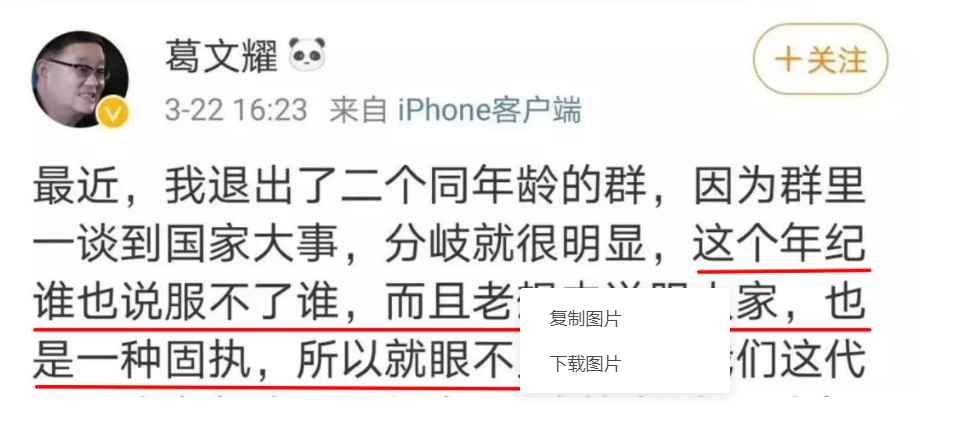 葛文耀
十关注
3-22 16:23 来自 iPhone客户端
最近，我退出了二个同年龄的群，因为群里
一谈到国家大事，分岐就很明显，这个年纪
谁也说服不了谁，而且老 家，也
是一种固执，所以就眼不 们这代
复制图片
下载图片